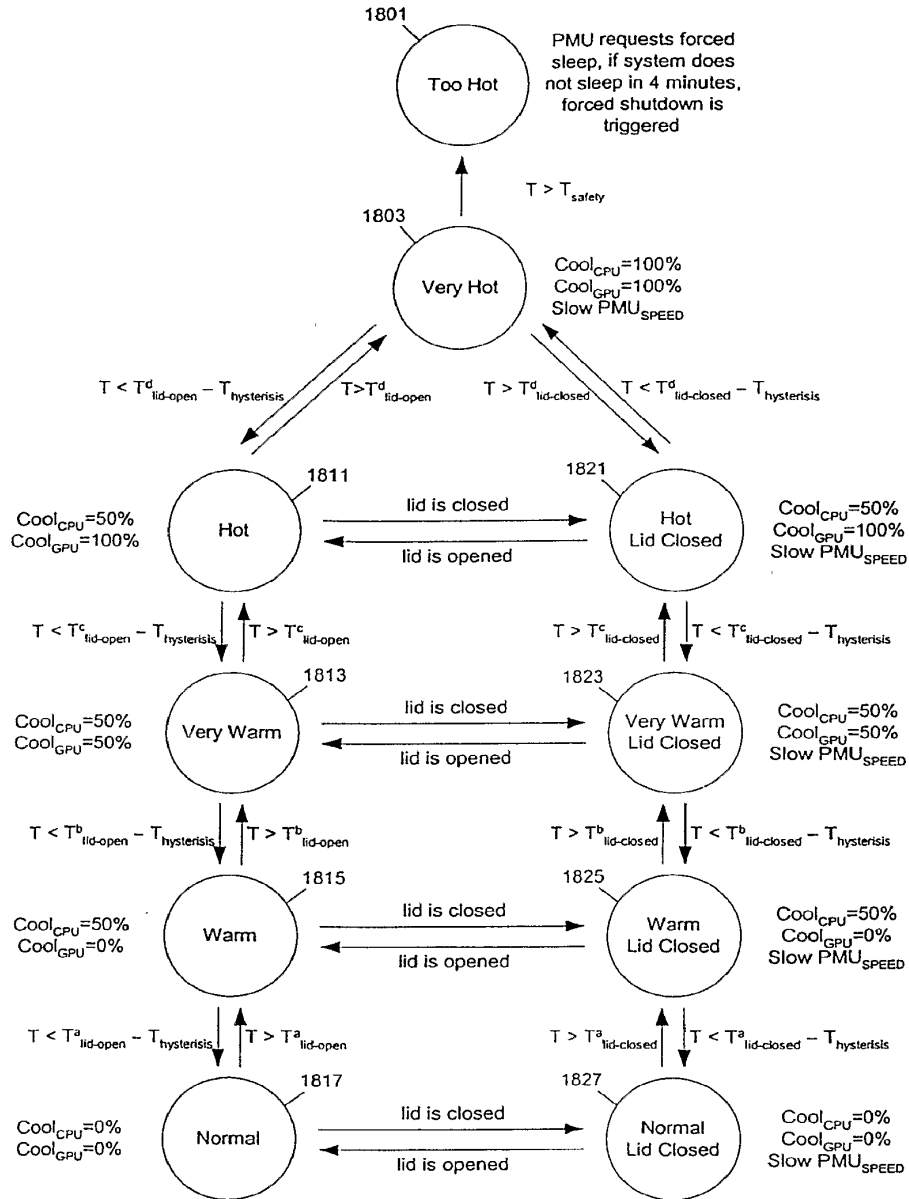 1801
Too Hot
PMU requests forced
sleep, if system does
not sleep in 4 minutes,
forced shutdown is
triggered
T > Tsafety
1803
Very Hot
CoolCPU=100%
CoolGPU=100%
Slow PMUSPEED
T < Tdlid-open – Thysterisis
T>Tdlid-open
T > Tdlid-closed
T < Tdlid-closed – Thysterisis
1811
Hot
CoolCPU=50%
CoolGPU=100%
lid is closed
lid is opened
1821
Hot
Lid Closed
CoolCPU=50%
CoolGPU=100%
Slow PMUSPEED
T < Tclid-open – Thysterisis
T > Tclid-open
T > Tclid-closed
T < Tclid-closed – Thysterisis
1813
Very Warm
CoolCPU=50%
CoolGPU=50%
lid is closed
lid is opened
1823
Very Warm
Lid Closed
CoolCPU=50%
CoolGPU=50%
Slow PMUSPEED
T < Tblid-open – Thysterisis
T > Tblid-open
T > Tblid-closed
T < Tblid-closed – Thysterisis
1815
Warm
CoolCPU=50%
CoolGPU=0%
lid is closed
lid is opened
1825
Warm
Lid Closed
CoolCPU=50%
CoolGPU=0%
Slow PMUSPEED
T < Talid-open – Thysterisis
T > Talid-open
T > Talid-closed
T < Talid-closed – Thysterisis
1817
Normal
CoolCPU=0%
CoolGPU=0%
lid is closed
lid is opened
1827
Normal
Lid Closed
CoolCPU=0%
CoolGPU=0%
Slow PMUSPEED